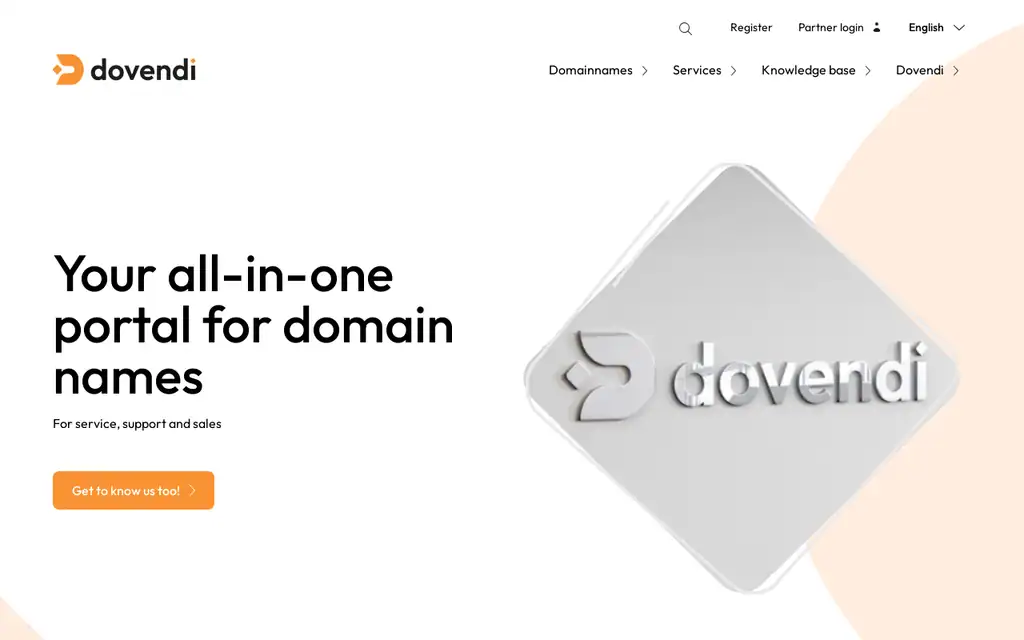 Register
Partner login
English
dovendi
Domainnames
Services
Knowledge base
Dovendi
Your all-in-one
portal for domain
names
For service, support and sales
Get to know us too!
dovendi